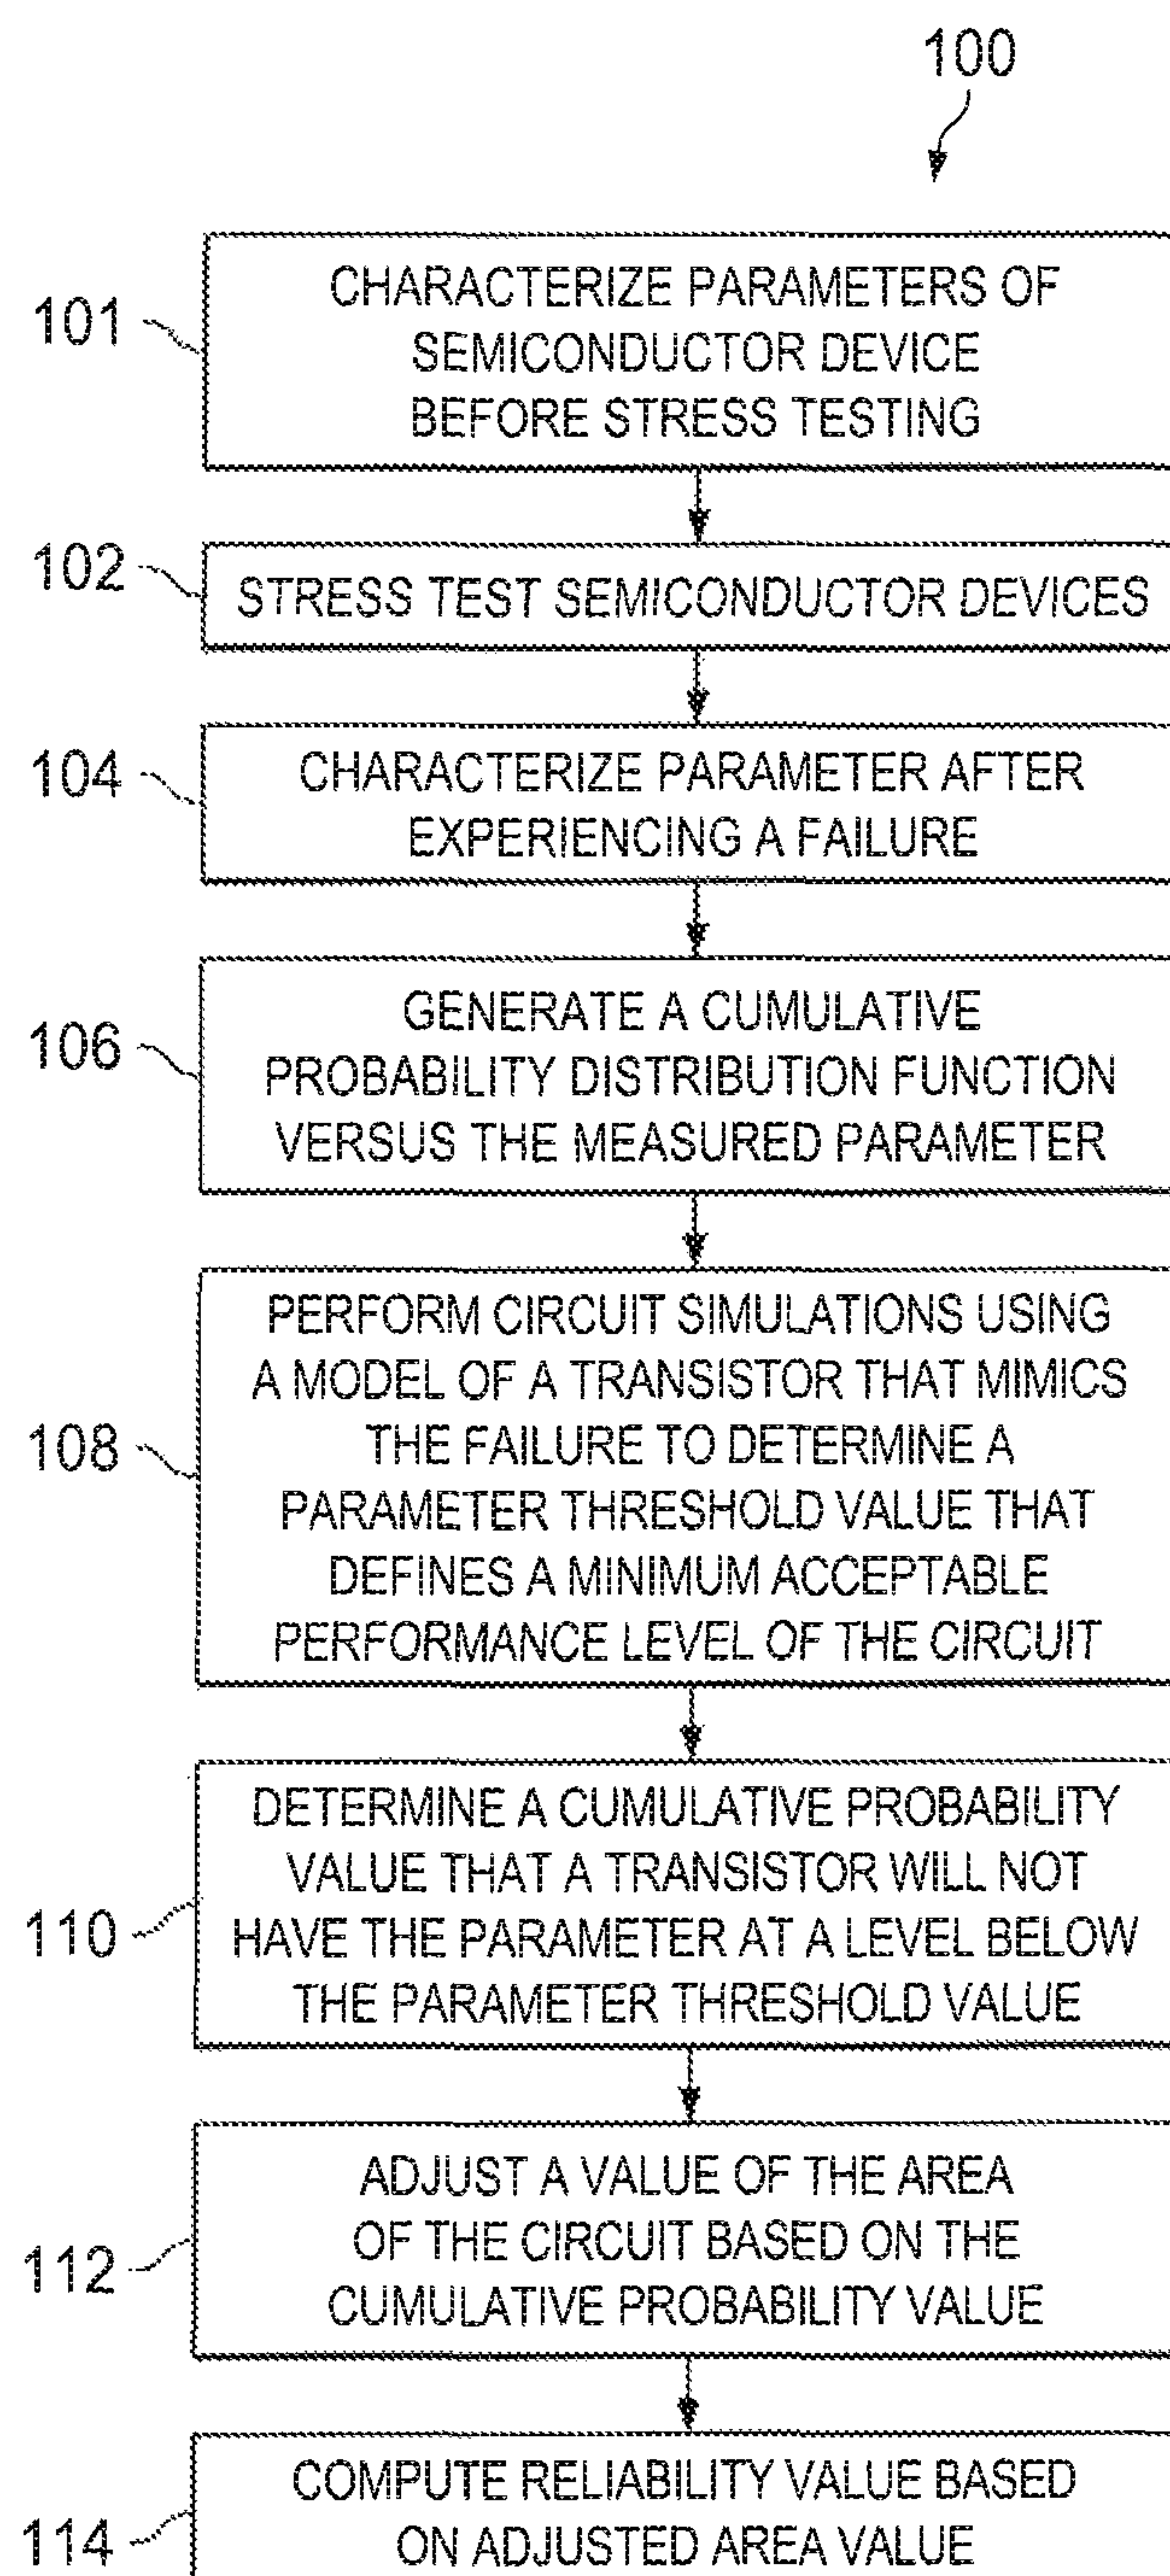 100
101
CHARACTERIZE PARAMETERS OF
SEMICONDUCTOR DEVICE
BEFORE STRESS TESTING
102
STRESS TEST SEMICONDUCTOR DEVICES
104
CHARACTERIZE PARAMETER AFTER
EXPERIENCING A FAILURE
106
GENERATE A CUMULATIVE
PROBABILITY DISTRIBUTION FUNCTION
VERSUS THE MEASURED PARAMETER
108
PERFORM CIRCUIT SIMULATIONS USING
A MODEL OF A TRANSISTOR THAT MIMICS
THE FAILURE TO DETERMINE A
PARAMETER THRESHOLD VALUE THAT
DEFINES A MINIMUM ACCEPTABLE
PERFORMANCE LEVEL OF THE CIRCUIT
110
DETERMINE A CUMULATIVE PROBABILITY
VALUE THAT A TRANSISTOR WILL NOT
HAVE THE PARAMETER AT A LEVEL BELOW
THE PARAMETER THRESHOLD VALUE
112
ADJUST A VALUE OF THE AREA
OF THE CIRCUIT BASED ON THE
CUMULATIVE PROBABILITY VALUE
114
COMPUTE RELIABILITY VALUE BASED
ON ADJUSTED AREA VALUE